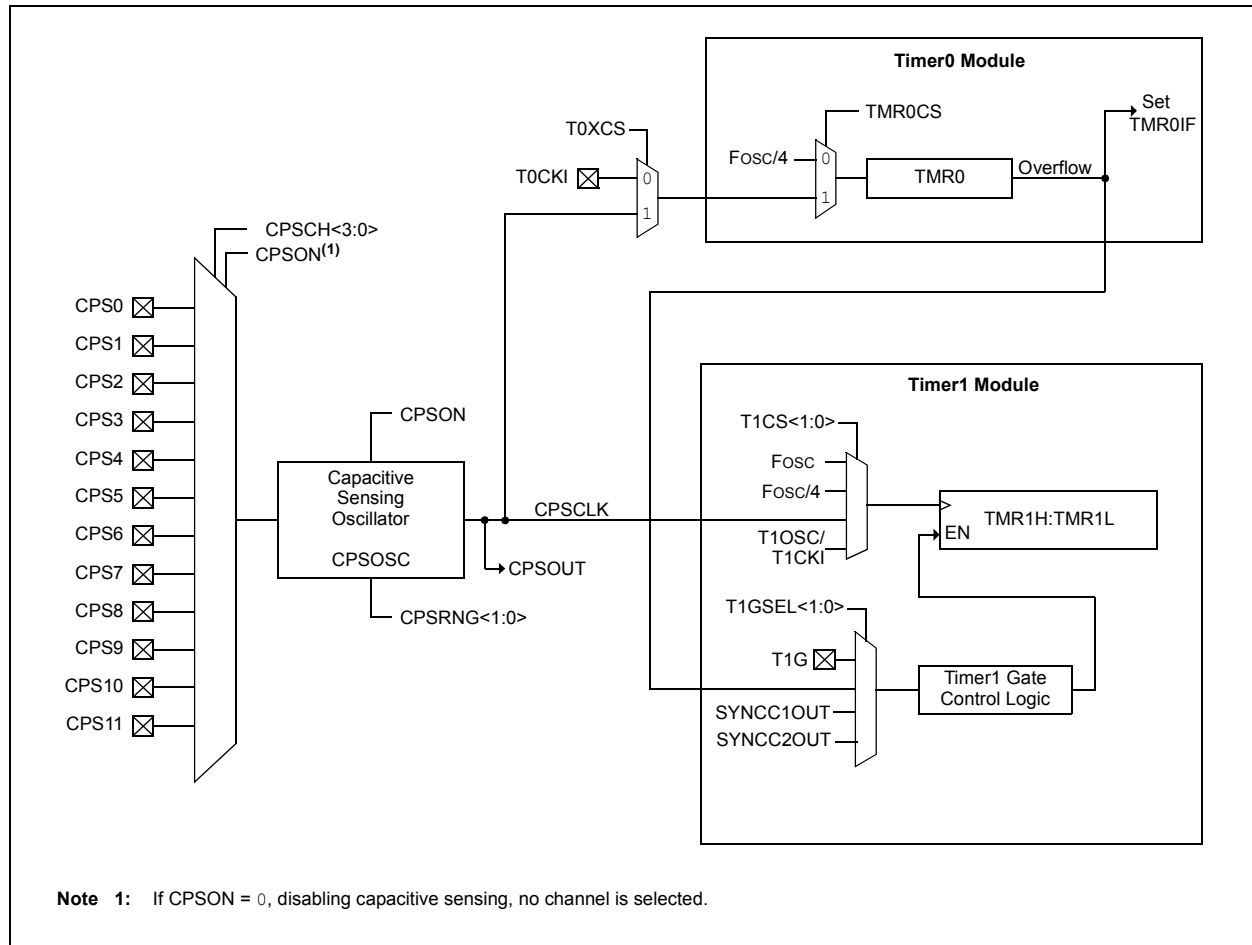 Timer0 Module
Set
TMR0IF
TMR0CS
T0XCS
FOSC/4
0
1
TMR0
Overflow
T0CKI
0
1
CPSCH<3:0>
CPSON(1)
CPS0
CPS1
CPS2
CPS3
CPS4
CPS5
CPS6
CPS7
CPS8
CPS9
CPS10
CPS11
CPSON
Capacitive
Sensing
Oscillator
CPSOSC
CPSRNG<1:0>
CPSCLK
CPSOUT
Timer1 Module
T1CS<1:0>
FOSC
FOSC/4
T1OSC/
T1CKI
TMR1H:TMR1L
EN
T1GSEL<1:0>
T1G
SYNCC1OUT
SYNCC2OUT
Timer1 Gate
Control Logic
Note 1: If CPSON = 0, disabling capacitive sensing, no channel is selected.